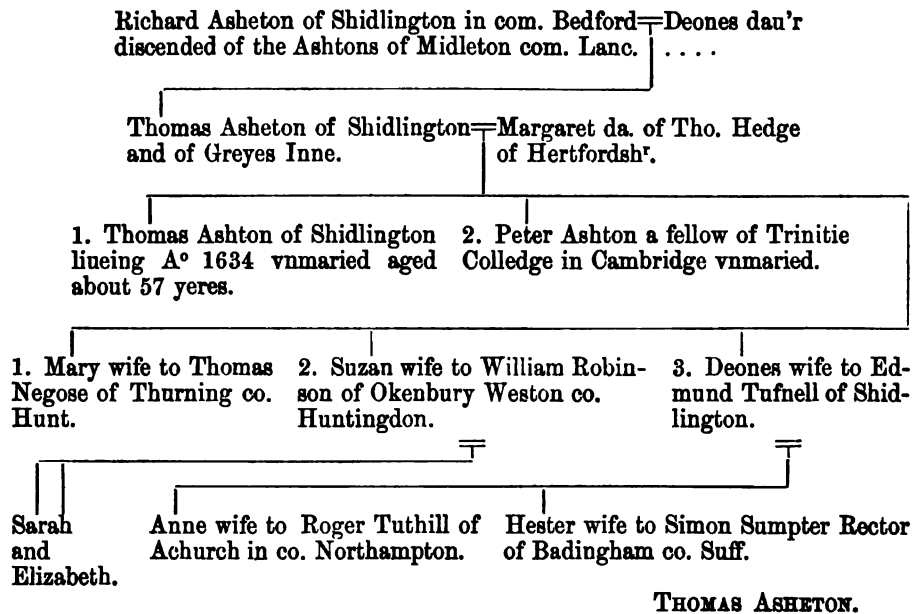 Richard Asheton of Shidlington in com. Bedford=Deones dau'r
discended of the Ashtons of Midleton com. Lanc. . . . .
Thomas Asheton of Shidlington=Margaret da. of Tho. Hedge
and of Greyes Inne. of Hertfordshʳ.
1. Thomas Ashton of Shidlington
liueing Aº 1634 vnmaried aged
about 57 yeres.
2. Peter Ashton a fellow of Trinitie
Colledge in Cambridge vnmaried.
1. Mary wife to Thomas
Negose of Thurning co.
Hunt.
2. Suzan wife to William Robin-
son of Okenbury Weston co.
Huntingdon.
3. Deones wife to Ed-
mund Tufnell of Shid-
lington.
Sarah
and
Elizabeth.
Anne wife to Roger Tuthill of
Achurch in co. Northampton.
Hester wife to Simon Sumpter Rector
of Badingham co. Suff.
THOMAS ASHETON.